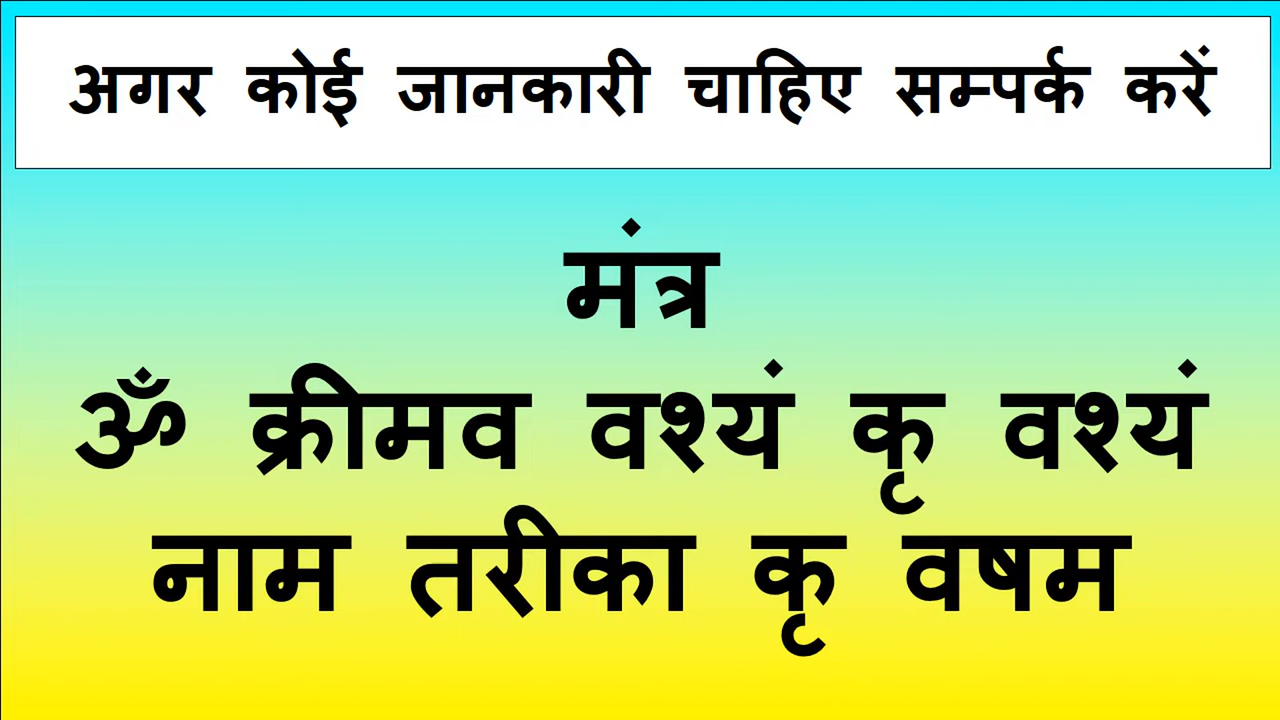 अगर कोई जानकारी चाहिए सम्पर्क करें
मंत्र
ॐ क्रीमव वश्यं कृ वश्यं
नाम तरीका कृ वषम